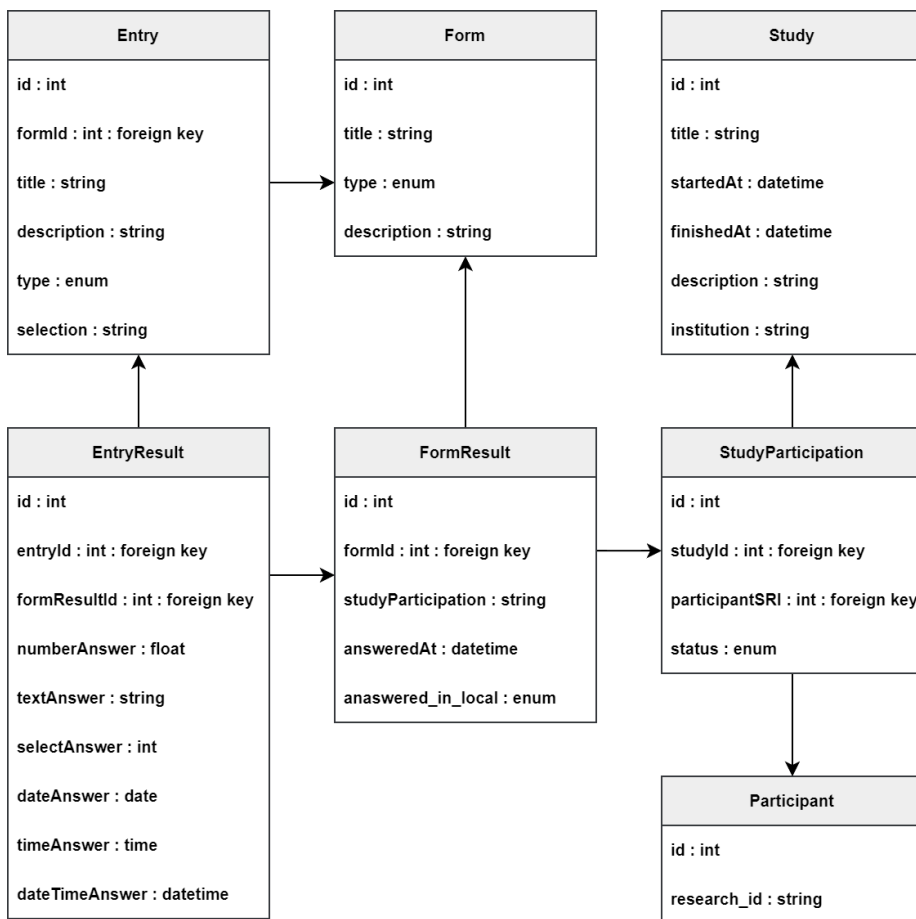 Entry
id : int
formId : int : foreign key
title : string
description : string
type : enum
selection : string
Form
id : int
title : string
type : enum
description : string
Study
id : int
title : string
startedAt : datetime
finishedAt : datetime
description : string
institution : string
EntryResult
id : int
entryId : int : foreign key
formResultId : int : foreign key
numberAnswer : float
textAnswer : string
selectAnswer : int
dateAnswer : date
timeAnswer : time
dateTimeAnswer : datetime
FormResult
id : int
formId : int : foreign key
studyParticipation : string
answeredAt : datetime
anaswered_in_local : enum
StudyParticipation
id : int
studyId : int : foreign key
participantSRI : int : foreign key
status : enum
Participant
id : int
research_id : string